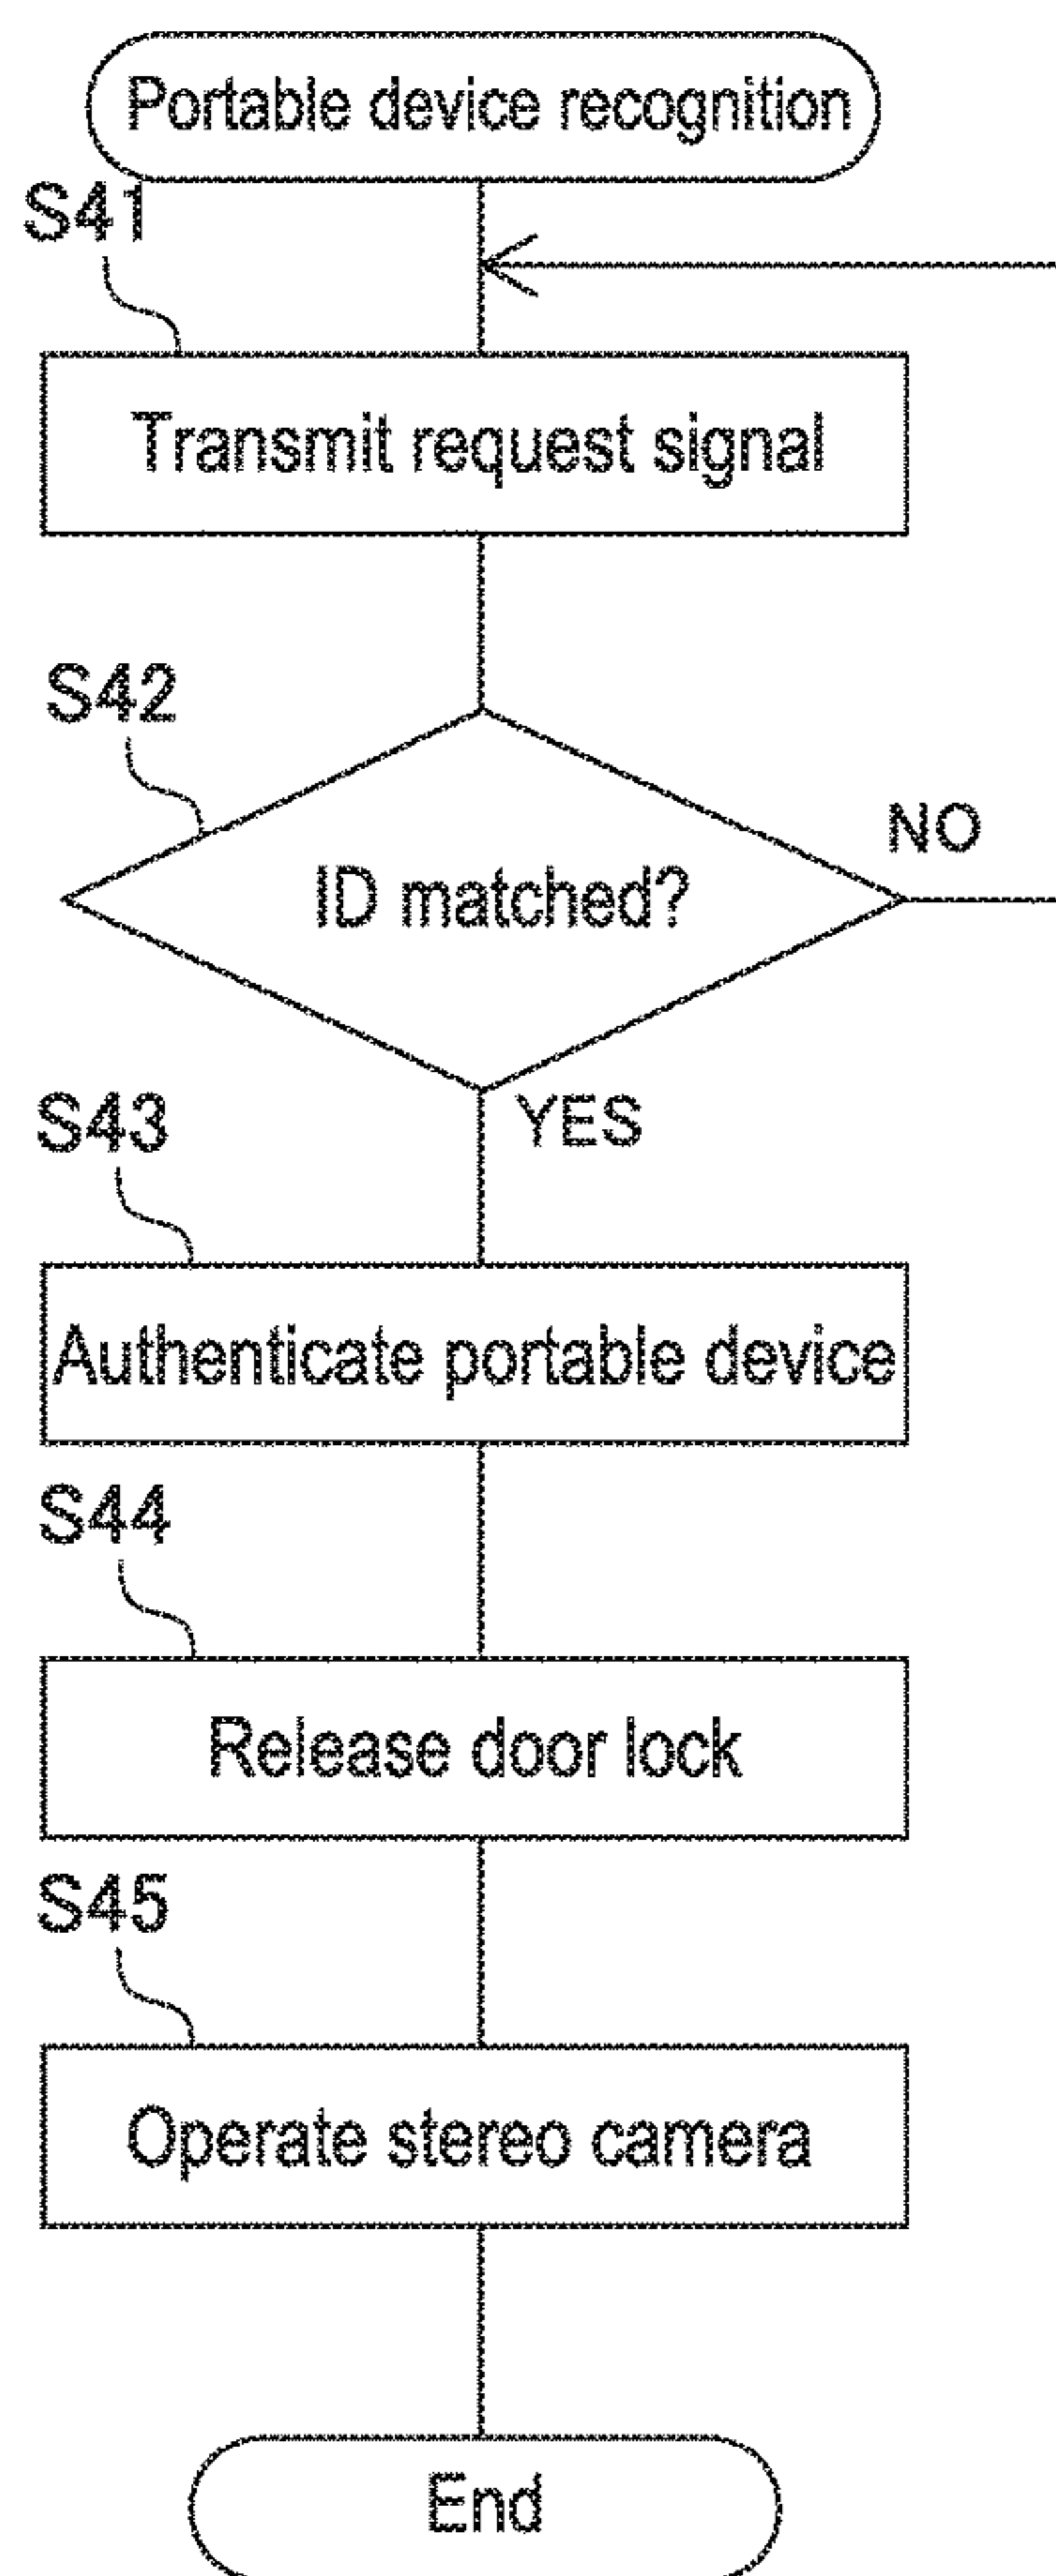 Portable device recognition
S41
Transmit request signal
S42
ID matched?
NO
YES
S43
Authenticate portable device
S44
Release door lock
S45
Operate stereo camera
End